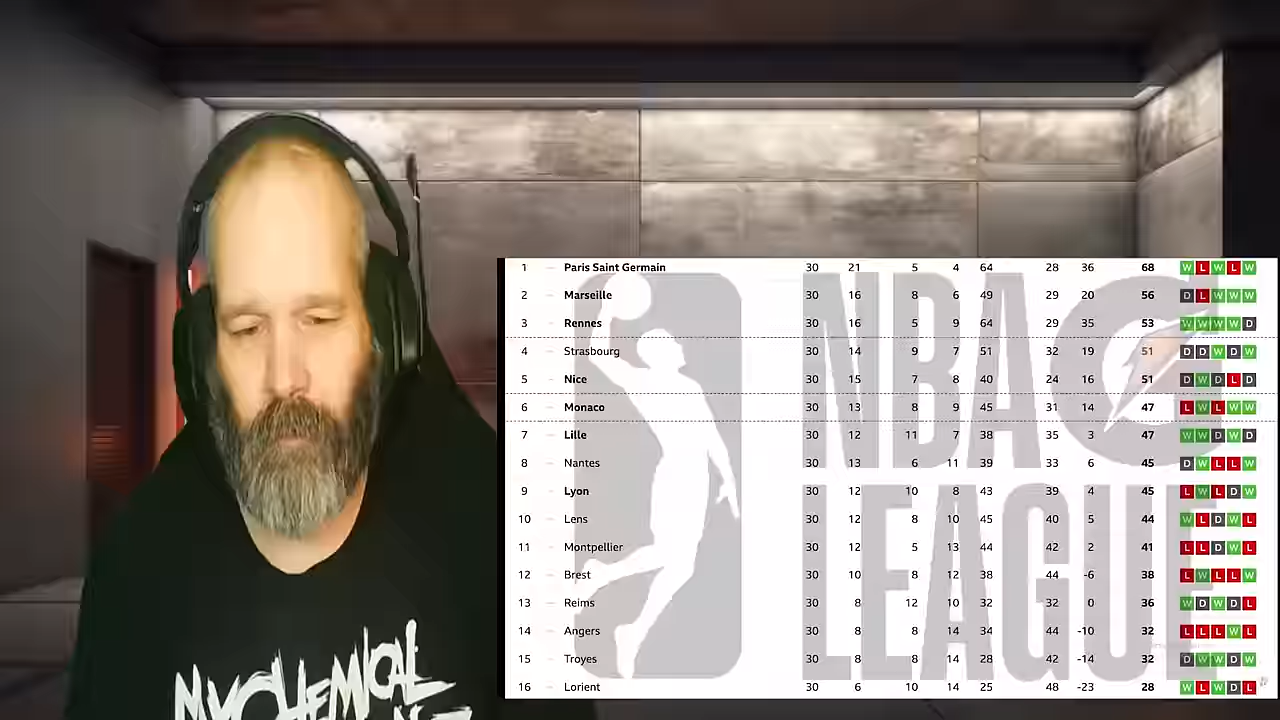 1 Paris Saint Germain 30 21 5 4 64 28 36 68 W L W L W
2 Marseille 30 16 8 6 49 29 20 56 D L W W W
3 Rennes 30 16 5 9 64 29 35 53 W W W W D
4 Strasbourg 30 14 9 7 51 32 19 51 D D W D W
5 Nice 30 15 7 8 40 24 16 51 D W D L D
6 Monaco 30 13 8 9 45 31 14 47 L W L W W
7 Lille 30 12 11 7 38 35 3 47 W W D W D
8 Nantes 30 13 6 11 39 33 6 45 D W L L W
9 Lyon 30 12 10 8 43 39 4 45 L W L D W
10 Lens 30 12 8 10 45 40 5 44 W L D W L
11 Montpellier 30 12 5 13 44 42 2 41 L L D W L
12 Brest 30 10 8 12 38 44 -6 38 L W L L W
13 Reims 30 8 12 10 32 32 0 36 W D W D L
14 Angers 30 8 8 14 34 44 -10 32 L L L W L
15 Troyes 30 8 8 14 28 42 -14 32 D W W D W
16 Lorient 30 6 10 14 25 48 -23 28 W L W D L
NBA G
LEAGUE
MY CHEMICAL